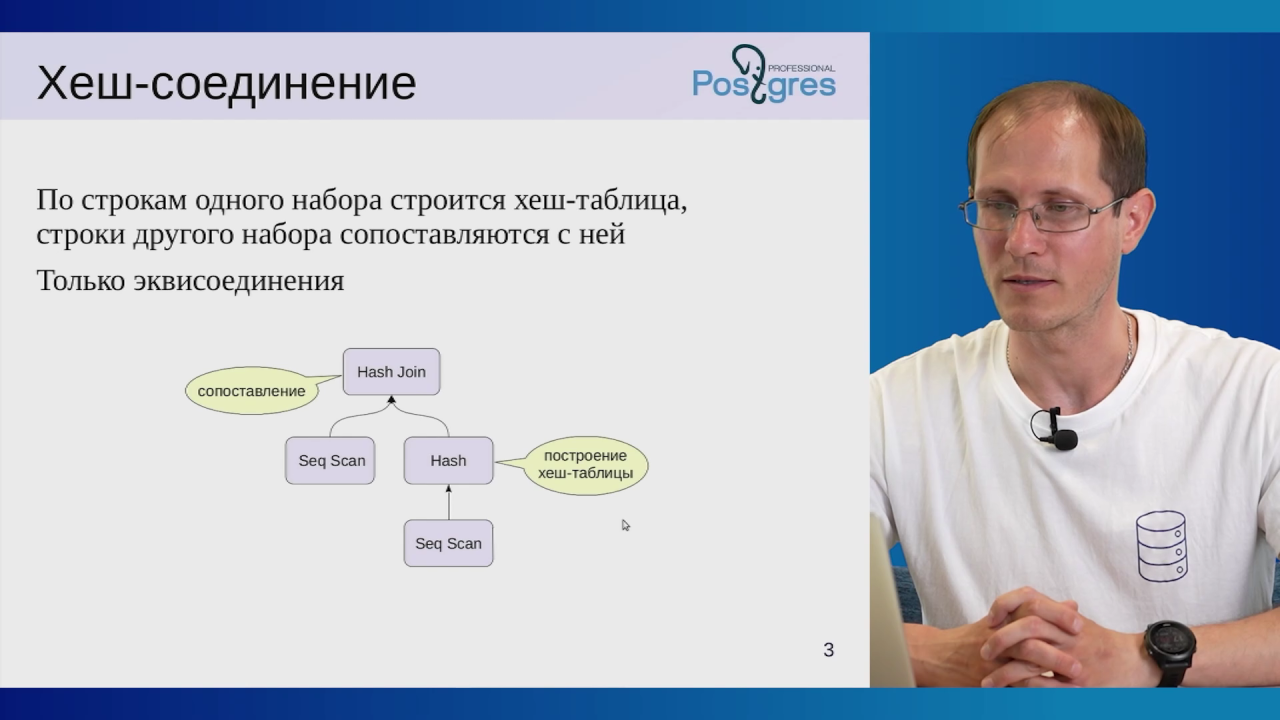 Хеш-соединение
PROFESSIONAL
Postgres
По строкам одного набора строится хеш-таблица,
строки другого набора сопоставляются с ней
Только эквисоединения
Hash Join
сопоставление
Seq Scan
Hash
построение
хеш-таблицы
Seq Scan
3